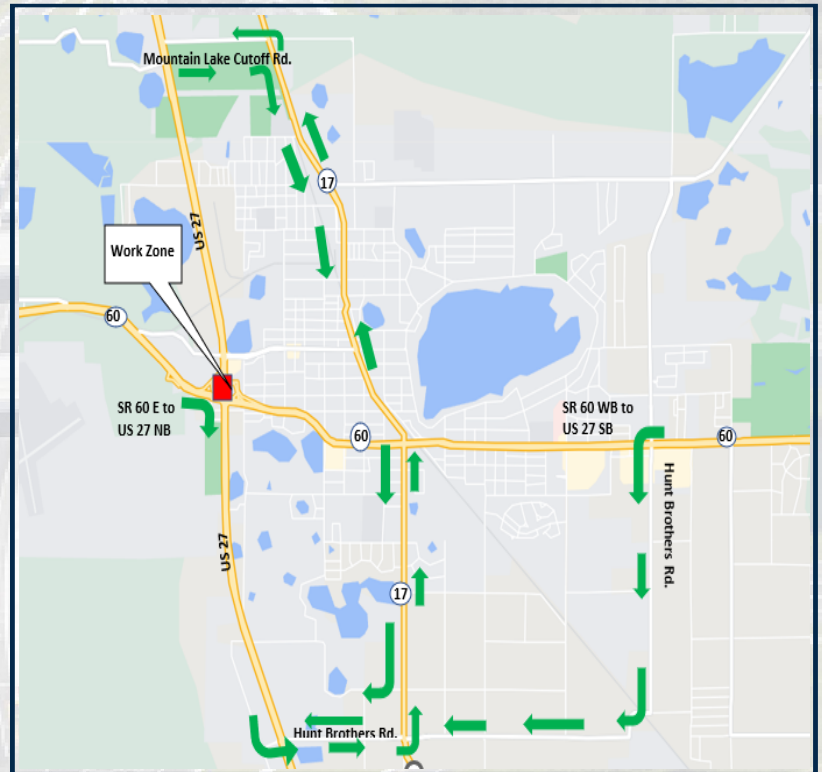 Mountain Lake Cutoff Rd.
17
US 27
Work Zone
60
SR 60 E to
US 27 NB
60
SR 60 WB to
US 27 SB
60
Hunt Brothers Rd.
US 27
17
Hunt Brothers Rd.